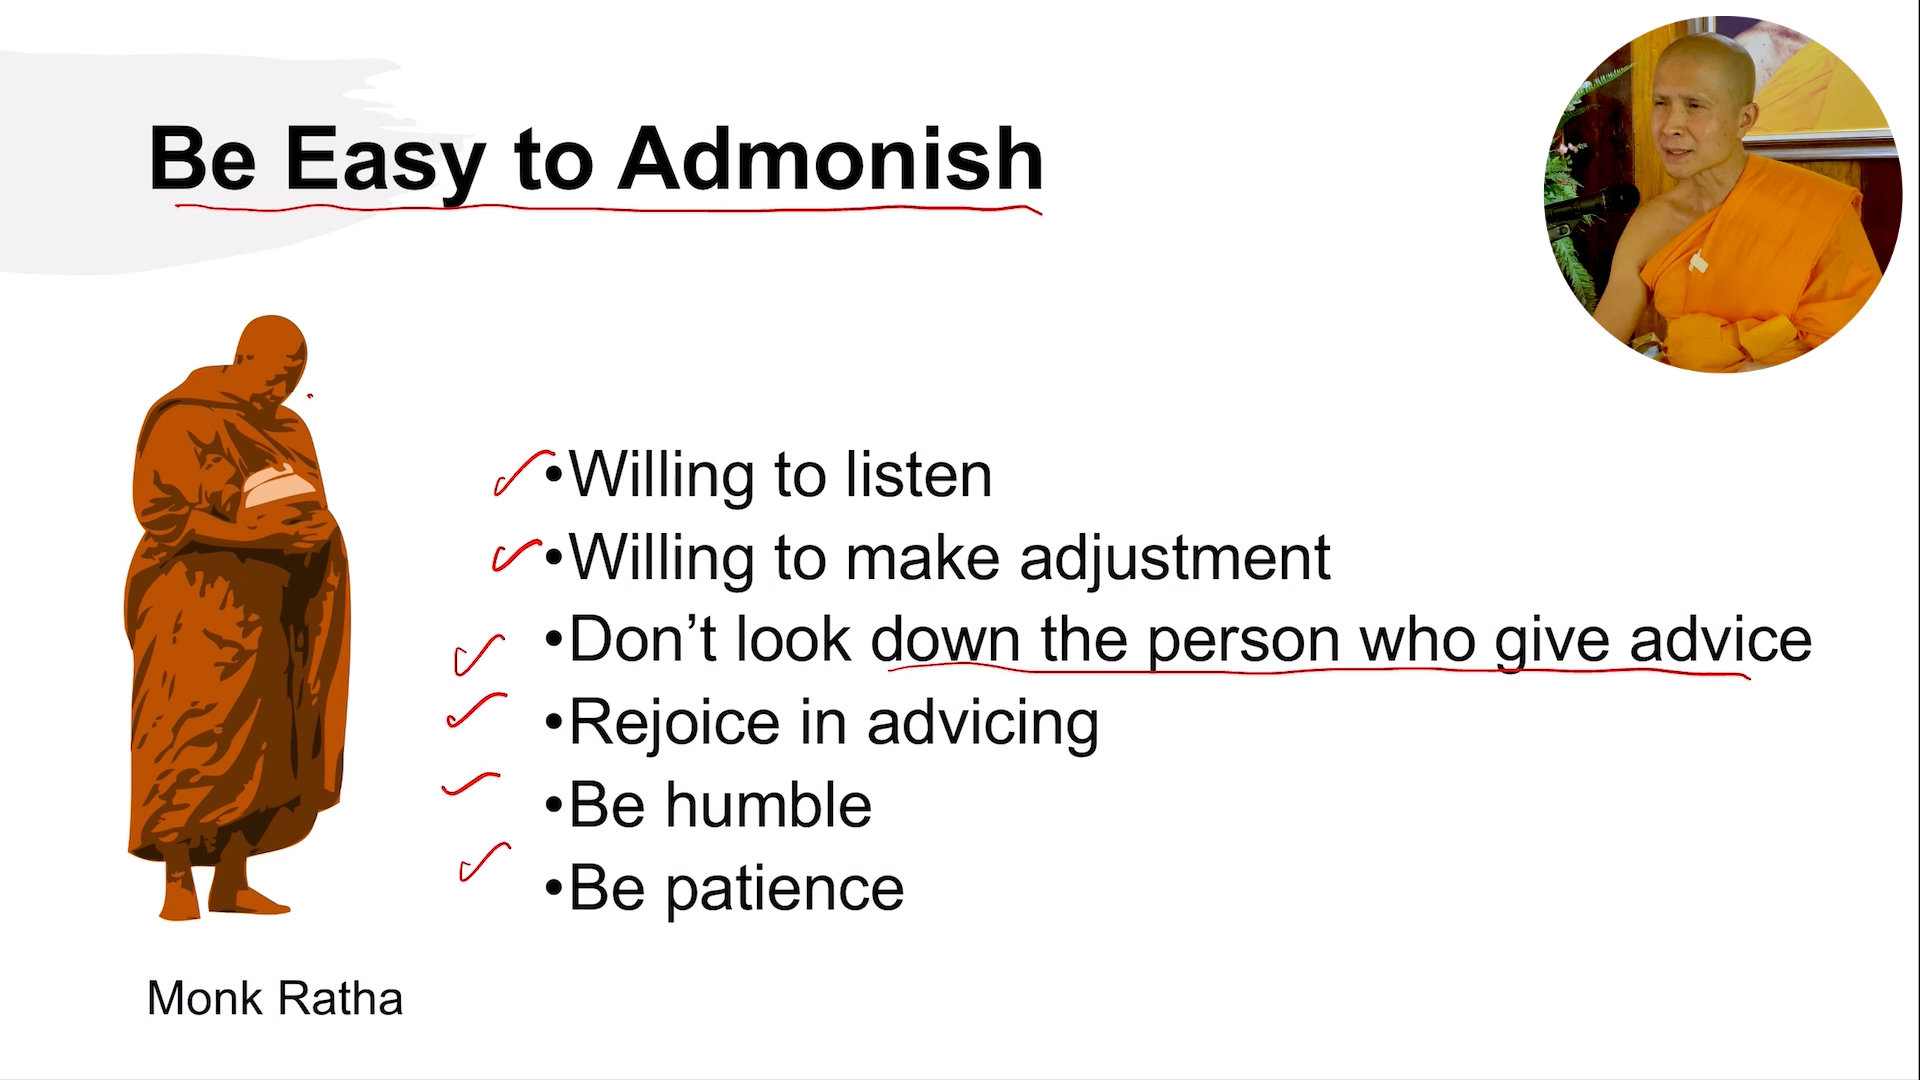 Be Easy to Admonish
•Willing to listen
•Willing to make adjustment
•Don’t look down the person who give advice
•Rejoice in advicing
•Be humble
•Be patience
Monk Ratha